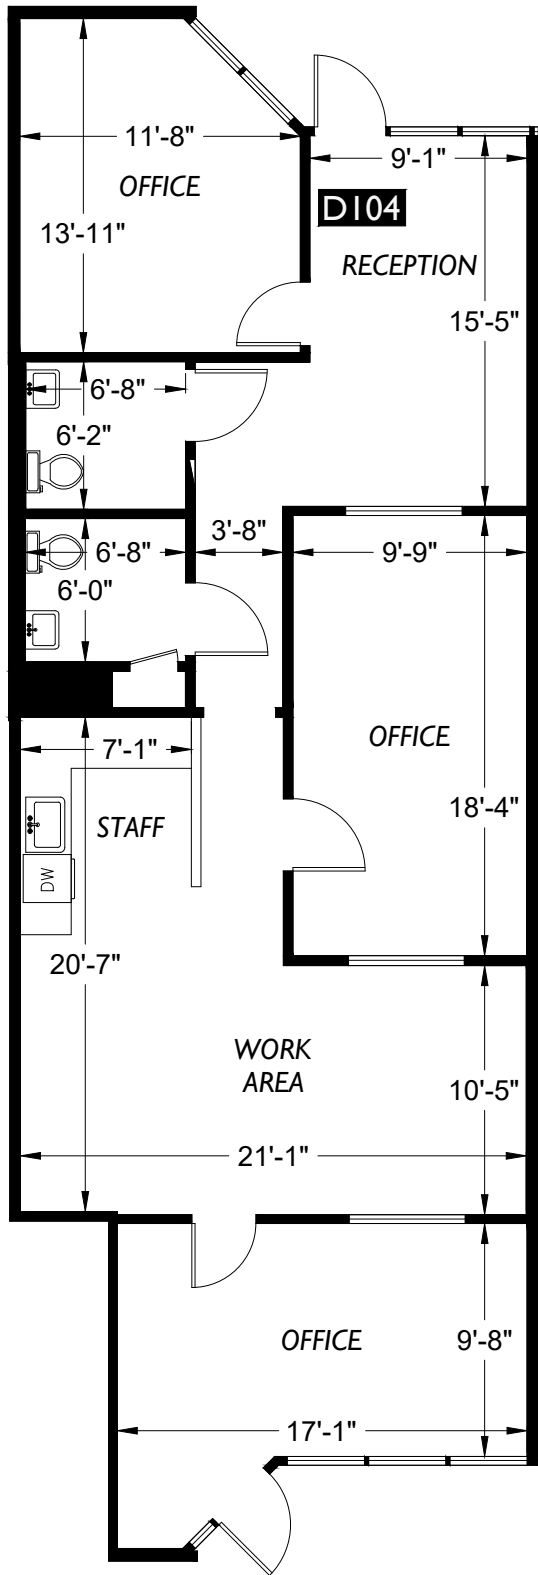 11'-8"
9'-1"
OFFICE
D104
13'-11"
RECEPTION
15'-5"
6'-8"
6'-2"
3'-8"
6'-8"
9'-9"
6'-0"
OFFICE
7'-1"
18'-4"
STAFF
DW
20'-7"
WORK
AREA
10'-5"
21'-1"
OFFICE
9'-8"
17'-1"